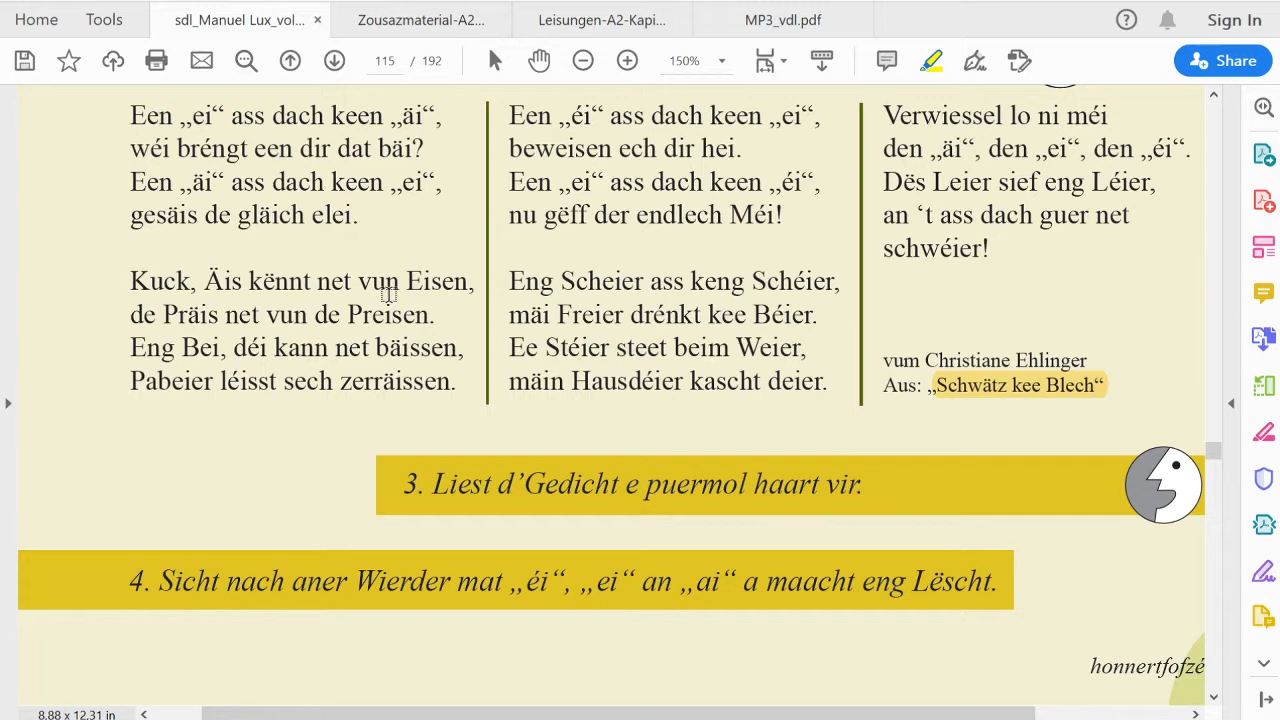 Home
Tools
sdl_Manuel Lux_vol... ×
Zousazmaterial-A2...
Leisungen-A2-Kapi...
MP3_vdl.pdf
Sign In
115 / 192
150%
Share
Een „ei“ ass dach keen „äi“,
wéi bréngt een dir dat bäi?
Een „äi“ ass dach keen „ei“,
gesäis de gläich elei.
Kuck, Äis kënnt net vun Eisen,
de Präis net vun de Preisen.
Eng Bei, déi kann net bäissen,
Pabeier léisst sech zerräissen.
Een „éi“ ass dach keen „ei“,
beweisen ech dir hei.
Een „ei“ ass dach keen „éi“,
nu gëff der endlech Méi!
Eng Scheier ass keng Schéier,
mäi Freier drénkt kee Béier.
Ee Stéier steet beim Weier,
mäin Hausdéier kascht deier.
Verwiessel lo ni méi
den „äi“, den „ei“, den „éi“.
Dës Leier sief eng Léier,
an ‘t ass dach guer net
schwéier!
vum Christiane Ehlinger
Aus: „Schwätz kee Blech“
3. Liest d’Gedicht e puermol haart vir.
4. Sicht nach aner Wierder mat „éi“, „ei“ an „ai“ a maacht eng Lëscht.
honnertfofzé
8.88 x 12.31 in